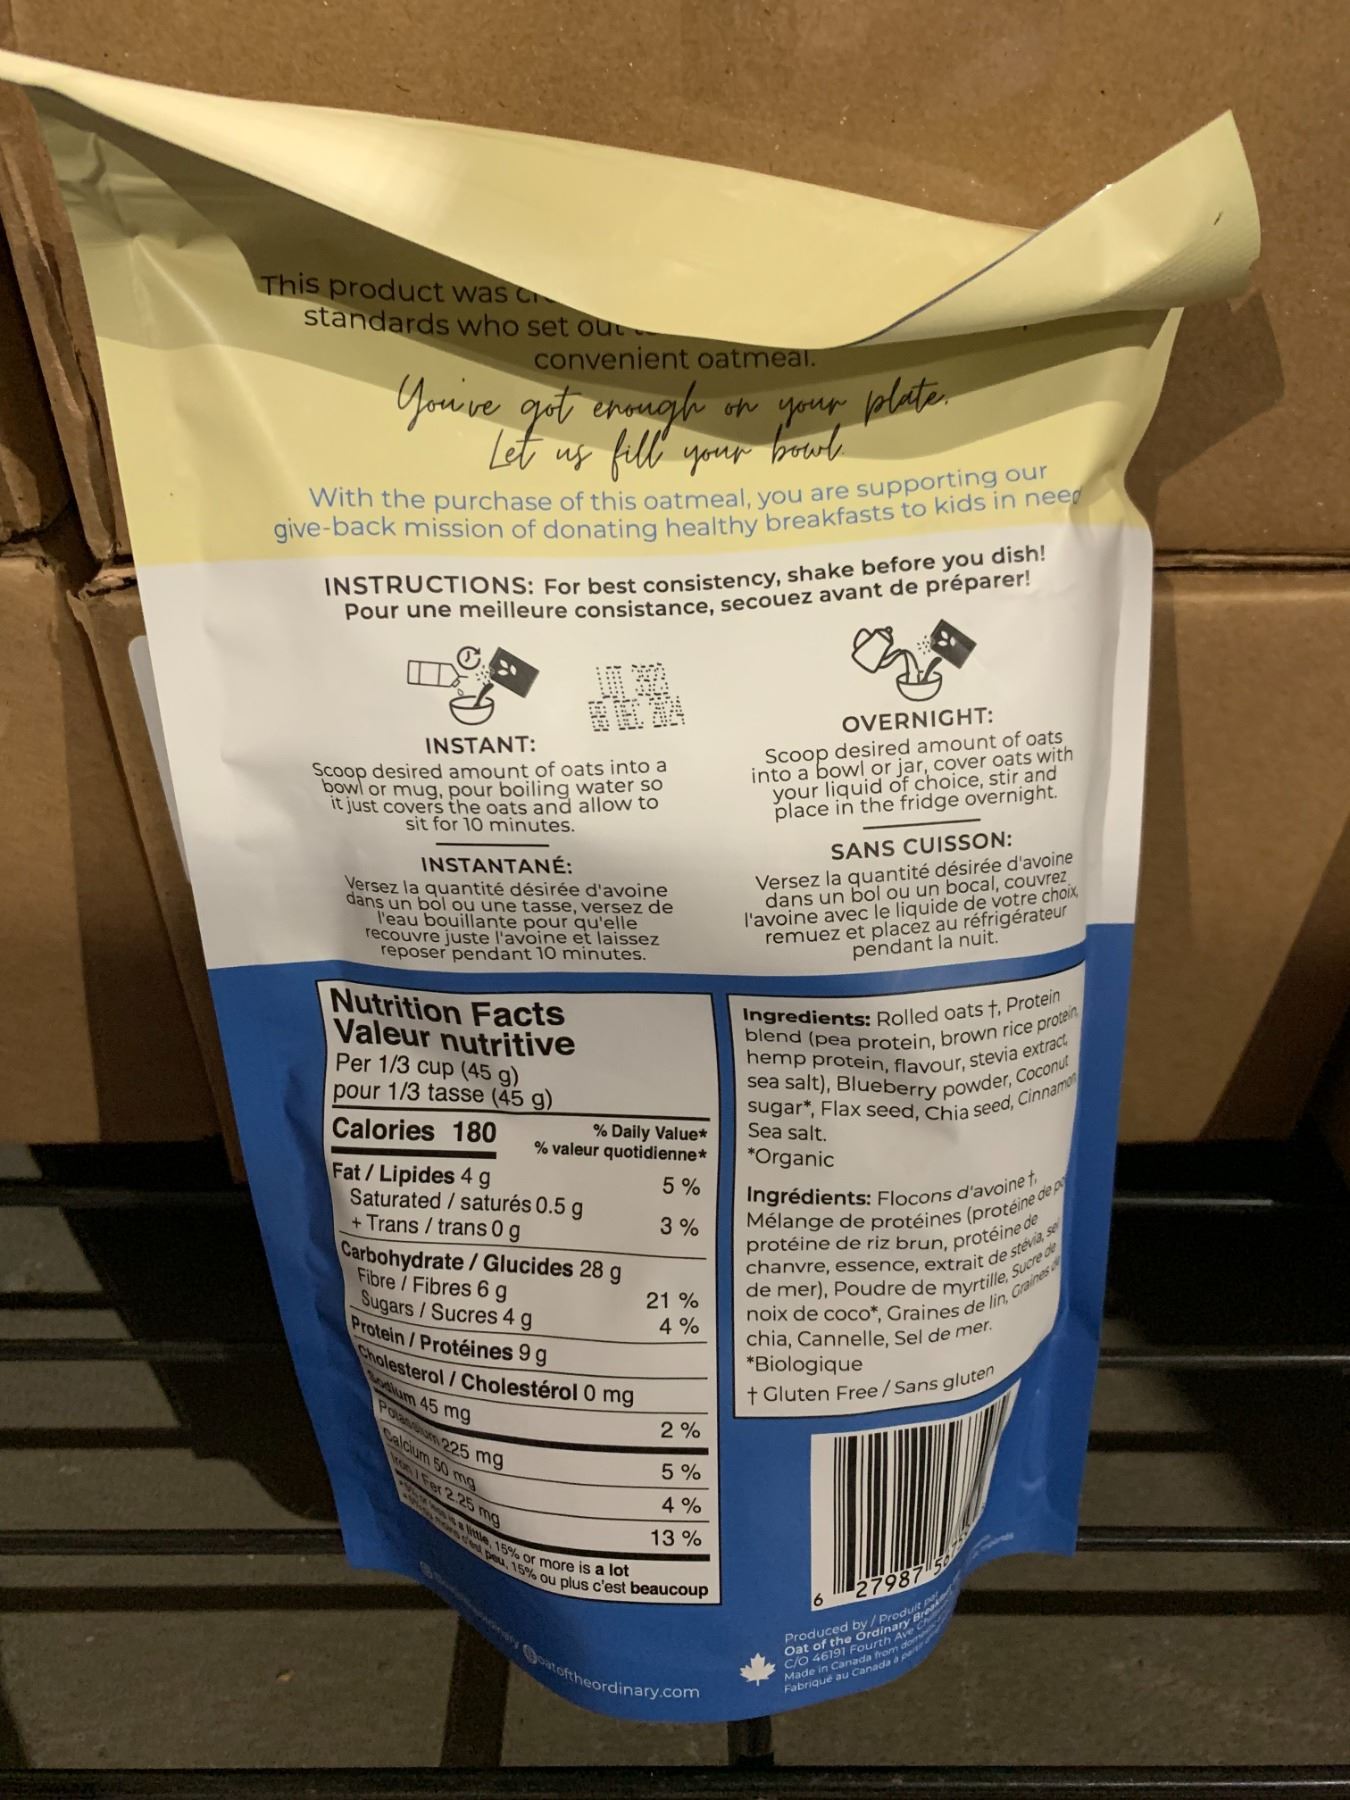 This product was
standards who set out
convenient oatmeal.
You've got enough on your plate.
Let us fill your bowl.
With the purchase of this oatmeal, you are supporting our
give-back mission of donating healthy breakfasts to kids in need
INSTRUCTIONS: For best consistency, shake before you dish!
Pour une meilleure consistance, secouez avant de préparer!
INSTANT:
Scoop desired amount of oats into a
bowl or mug, pour boiling water so
it just covers the oats and allow to
sit for 10 minutes.
INSTANTANÉ:
Versez la quantité désirée d'avoine
dans un bol ou une tasse, versez de
l'eau bouillante pour qu'elle
recouvre juste l'avoine et laissez
reposer pendant 10 minutes.
OVERNIGHT:
Scoop desired amount of oats
into a bowl or jar, cover oats with
your liquid of choice, stir and
place in the fridge overnight.
SANS CUISSON:
Versez la quantité désirée d'avoine
dans un bol ou un bocal, couvrez
l'avoine avec le liquide de votre choix,
remuez et placez au réfrigérateur
pendant la nuit.
Nutrition Facts
Valeur nutritive
Per 1/3 cup (45 g)
pour 1/3 tasse (45 g)
Calories 180
% Daily Value*
% valeur quotidienne*
Fat / Lipides 4 g 5 %
Saturated / saturés 0.5 g
+ Trans / trans 0 g 3 %
Carbohydrate / Glucides 28 g
Fibre / Fibres 6 g 21 %
Sugars / Sucres 4 g 4 %
Protein / Protéines 9 g
Cholesterol / Cholestérol 0 mg
Sodium 45 mg 2 %
Potassium 225 mg 5 %
Calcium 50 mg 4 %
Iron / Fer 2.25 mg 13 %
*5% or less is a little, 15% or more is a lot
*5% ou moins c'est peu, 15% ou plus c'est beaucoup
Ingredients: Rolled oats †, Protein
blend (pea protein, brown rice protein,
hemp protein, flavour, stevia extract,
sea salt), Blueberry powder, Coconut
sugar*, Flax seed, Chia seed, Cinnamon
Sea salt.
*Organic
Ingrédients: Flocons d'avoine †,
Mélange de protéines (protéine de
protéine de riz brun, protéine de
chanvre, essence, extrait de stévia, sel
de mer), Poudre de myrtille, Sucre de
noix de coco*, Graines de lin, Graines de
chia, Cannelle, Sel de mer.
*Biologique
† Gluten Free / Sans gluten
6 27987
Produced by / Produit par
Oat of the Ordinary
C/O 46191 Fourth Ave
Made in Canada from
Fabriqué au Canada à
oatoftheordinary.com